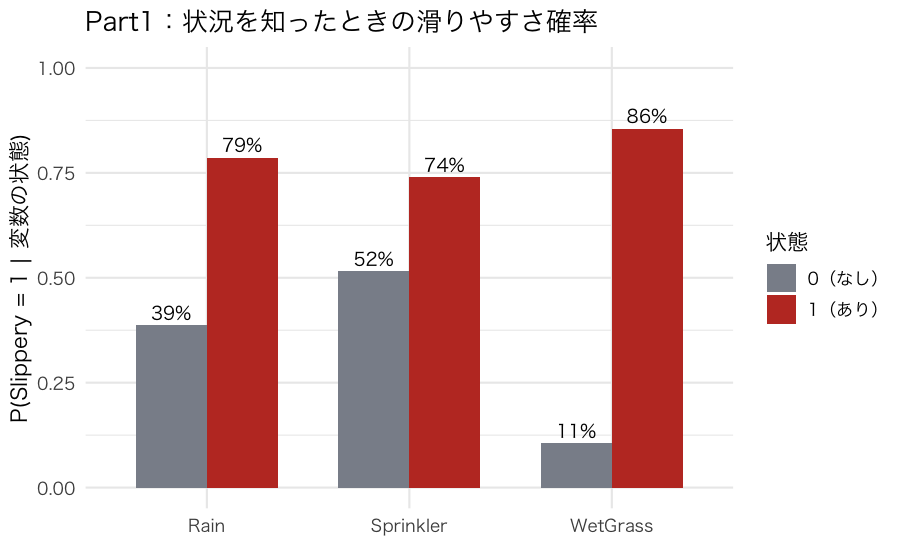 Part1：状況を知ったときの滑りやすさ確率
P(Slippery = 1 | 変数の状態)
1.00
0.75
0.50
0.25
0.00
39%
79%
52%
74%
11%
86%
Rain
Sprinkler
WetGrass
状態
0（なし）
1（あり）